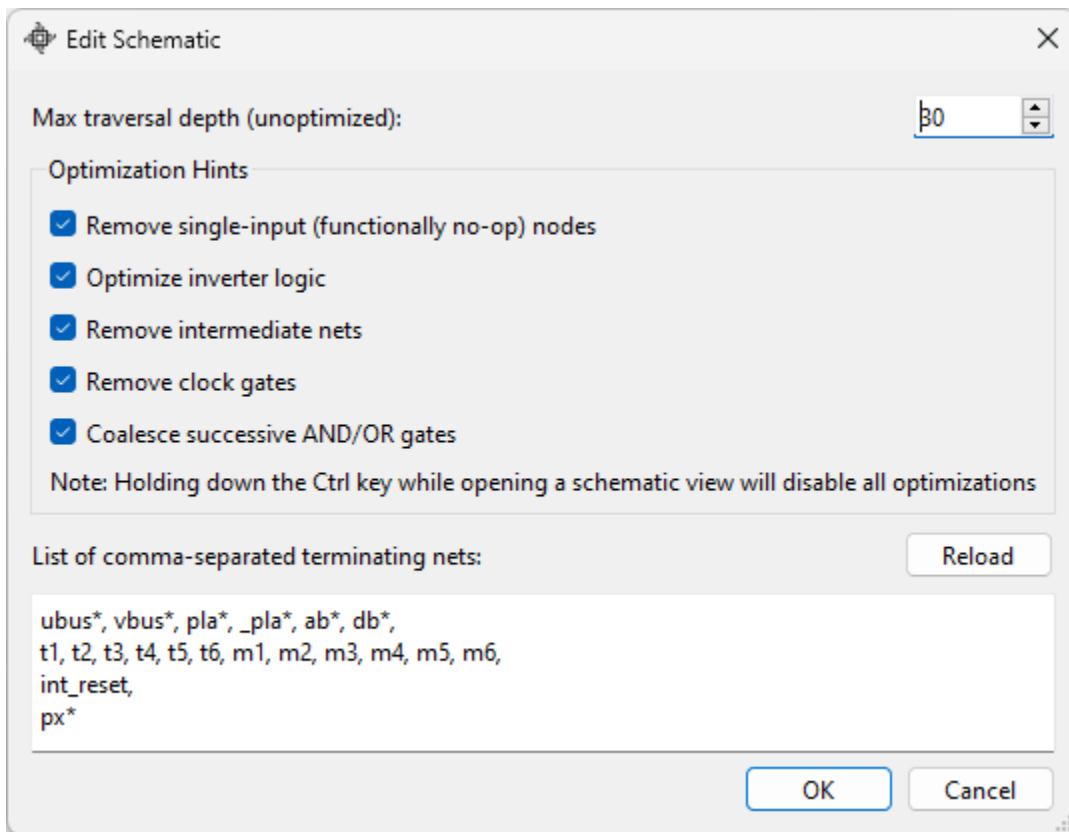 Edit Schematic
Max traversal depth (unoptimized):
30
Optimization Hints
Remove single-input (functionally no-op) nodes
Optimize inverter logic
Remove intermediate nets
Remove clock gates
Coalesce successive AND/OR gates
Note: Holding down the Ctrl key while opening a schematic view will disable all optimizations
List of comma-separated terminating nets:
Reload
ubus*, vbus*, pla*, _pla*, ab*, db*,
t1, t2, t3, t4, t5, t6, m1, m2, m3, m4, m5, m6,
int_reset,
px*
OK
Cancel